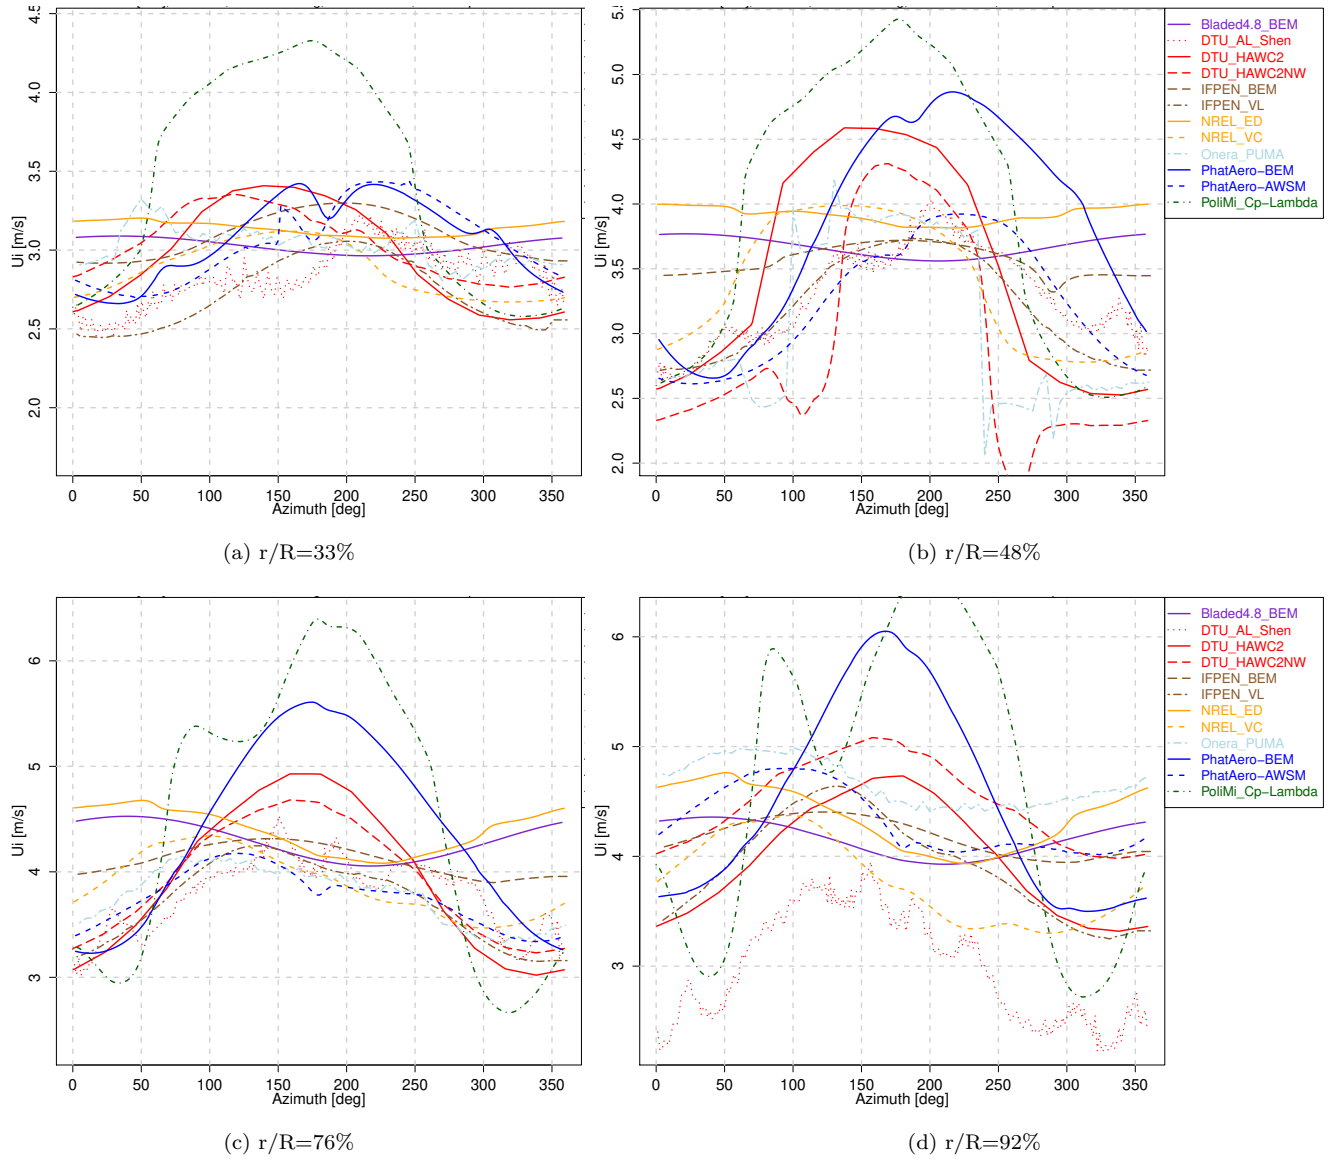 4.5
4.0
3.5
3.0
2.5
2.0
Ui [m/s]
0 50 100 150 200 250 300 350
Azimuth [deg]
(a) r/R=33%
5.5
5.0
4.5
4.0
3.5
3.0
2.5
2.0
Ui [m/s]
0 50 100 150 200 250 300 350
Azimuth [deg]
(b) r/R=48%
Bladed4.8_BEM
DTU_AL_Shen
DTU_HAWC2
DTU_HAWC2NW
IFPEN_BEM
IFPEN_VL
NREL_ED
NREL_VC
Onera_PUMA
PhatAero-BEM
PhatAero-AWSM
PoliMi_Cp-Lambda
6
5
4
3
Ui [m/s]
0 50 100 150 200 250 300 350
Azimuth [deg]
(c) r/R=76%
6
5
4
3
Ui [m/s]
0 50 100 150 200 250 300 350
Azimuth [deg]
(d) r/R=92%
Bladed4.8_BEM
DTU_AL_Shen
DTU_HAWC2
DTU_HAWC2NW
IFPEN_BEM
IFPEN_VL
NREL_ED
NREL_VC
Onera_PUMA
PhatAero-BEM
PhatAero-AWSM
PoliMi_Cp-Lambda